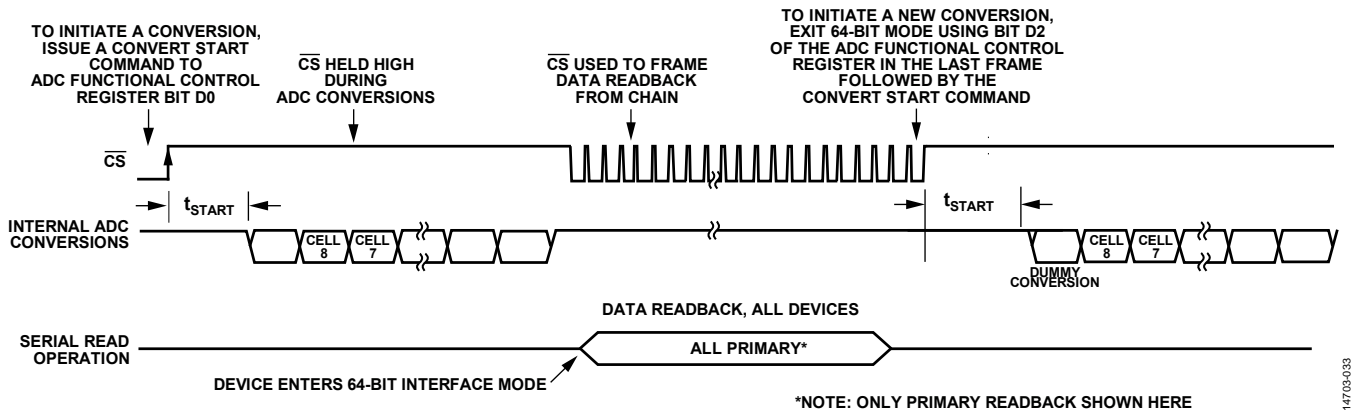 TO INITIATE A CONVERSION,
ISSUE A CONVERT START
COMMAND TO
ADC FUNCTIONAL CONTROL
REGISTER BIT D0
CS HELD HIGH
DURING
ADC CONVERSIONS
CS USED TO FRAME
DATA READBACK
FROM CHAIN
TO INITIATE A NEW CONVERSION,
EXIT 64-BIT MODE USING BIT D2
OF THE ADC FUNCTIONAL CONTROL
REGISTER IN THE LAST FRAME
FOLLOWED BY THE
CONVERT START COMMAND
CS
tSTART
tSTART
INTERNAL ADC
CONVERSIONS
CELL
8
CELL
7
DUMMY
CONVERSION
CELL
8
CELL
7
DATA READBACK, ALL DEVICES
SERIAL READ
OPERATION
ALL PRIMARY*
DEVICE ENTERS 64-BIT INTERFACE MODE
*NOTE: ONLY PRIMARY READBACK SHOWN HERE
14703-033